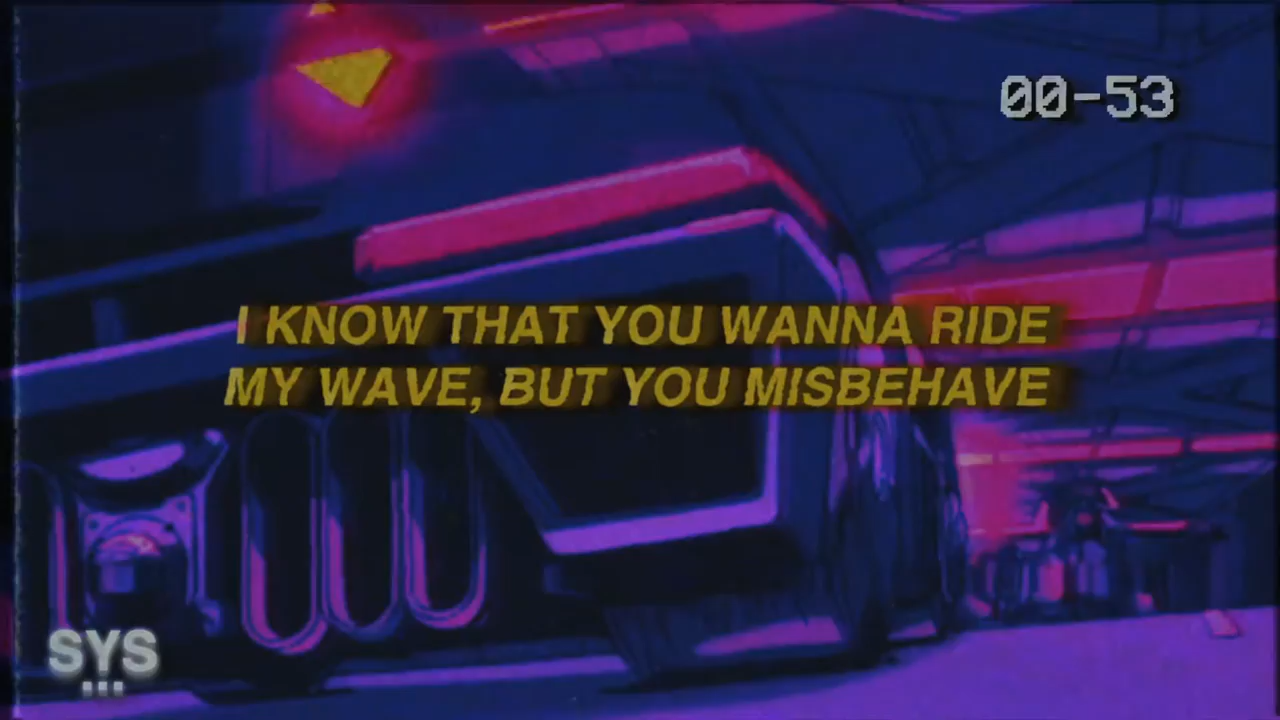 00-53
I KNOW THAT YOU WANNA RIDE
MY WAVE, BUT YOU MISBEHAVE
SYS